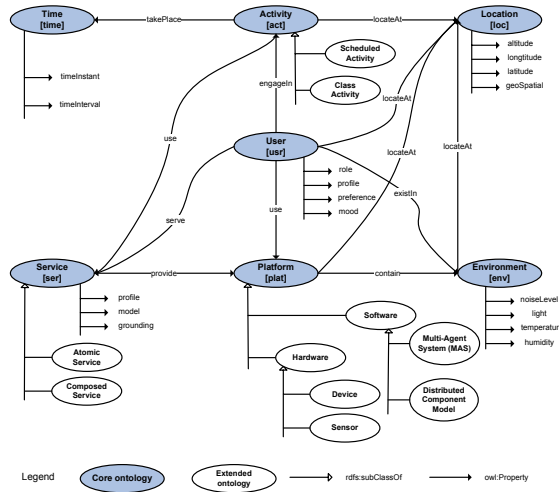 Time
[time]
takePlace
Activity
[act]
locateAt
Location
[loc]
timeInstant
timeInterval
Scheduled
Activity
Class
Activity
altitude
longtitude
latitude
geoSpatial
engageIn
locateAt
use
User
[usr]
locateAt
locateAt
role
profile
preference
mood
existIn
serve
use
Service
[ser]
provide
Platform
[plat]
contain
Environment
[env]
profile
model
grounding
Software
noiseLevel
light
temperatur
humidity
Atomic
Service
Hardware
Multi-Agent
System (MAS)
Composed
Service
Device
Distributed
Component
Model
Sensor
Legend
Core ontology
Extended
ontology
rdfs:subClassOf
owl:Property